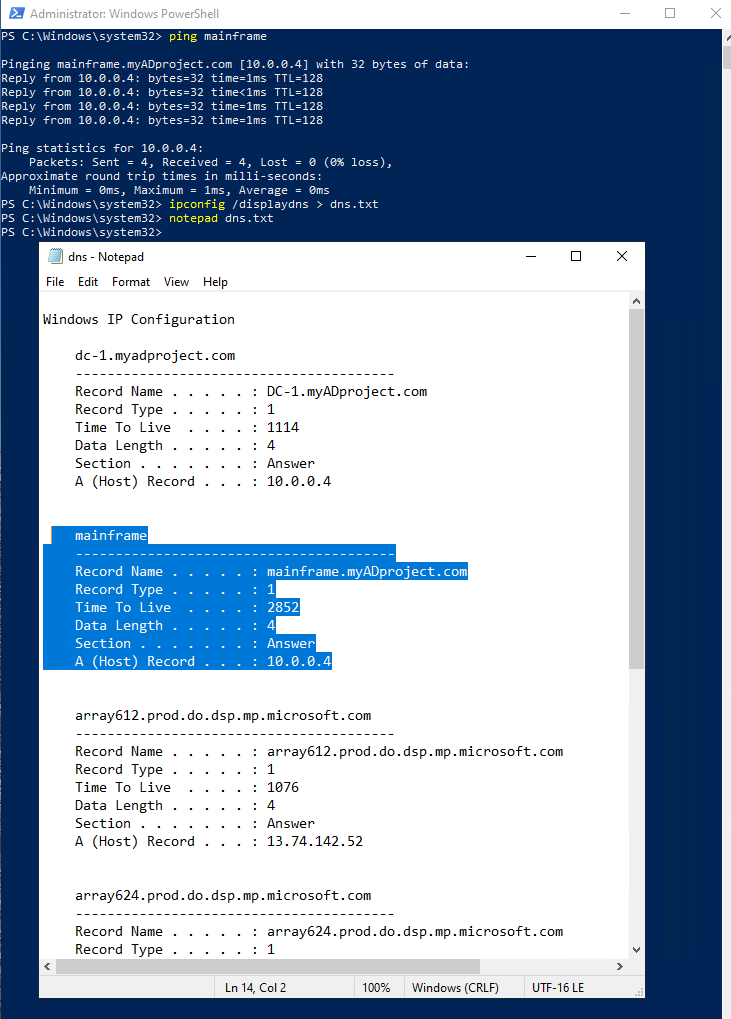 Administrator: Windows PowerShell
PS C:\Windows\system32> ping mainframe
Pinging mainframe.myADproject.com [10.0.0.4] with 32 bytes of data:
Reply from 10.0.0.4: bytes=32 time=1ms TTL=128
Reply from 10.0.0.4: bytes=32 time<1ms TTL=128
Reply from 10.0.0.4: bytes=32 time=1ms TTL=128
Reply from 10.0.0.4: bytes=32 time=1ms TTL=128
Ping statistics for 10.0.0.4:
    Packets: Sent = 4, Received = 4, Lost = 0 (0% loss),
Approximate round trip times in milli-seconds:
    Minimum = 0ms, Maximum = 1ms, Average = 0ms
PS C:\Windows\system32> ipconfig /displaydns > dns.txt
PS C:\Windows\system32> notepad dns.txt
PS C:\Windows\system32>
dns - Notepad
File Edit Format View Help
Windows IP Configuration
    dc-1.myadproject.com
    ----------------------------------------
    Record Name . . . . . : DC-1.myADproject.com
    Record Type . . . . . : 1
    Time To Live  . . . . : 1114
    Data Length . . . . . : 4
    Section . . . . . . . : Answer
    A (Host) Record . . . : 10.0.0.4
    mainframe
    ----------------------------------------
    Record Name . . . . . : mainframe.myADproject.com
    Record Type . . . . . : 1
    Time To Live  . . . . : 2852
    Data Length . . . . . : 4
    Section . . . . . . . : Answer
    A (Host) Record . . . : 10.0.0.4
    array612.prod.do.dsp.mp.microsoft.com
    ----------------------------------------
    Record Name . . . . . : array612.prod.do.dsp.mp.microsoft.com
    Record Type . . . . . : 1
    Time To Live  . . . . : 1076
    Data Length . . . . . : 4
    Section . . . . . . . : Answer
    A (Host) Record . . . : 13.74.142.52
    array624.prod.do.dsp.mp.microsoft.com
    ----------------------------------------
    Record Name . . . . . : array624.prod.do.dsp.mp.microsoft.com
    Record Type . . . . . : 1
Ln 14, Col 2 100% Windows (CRLF) UTF-16 LE